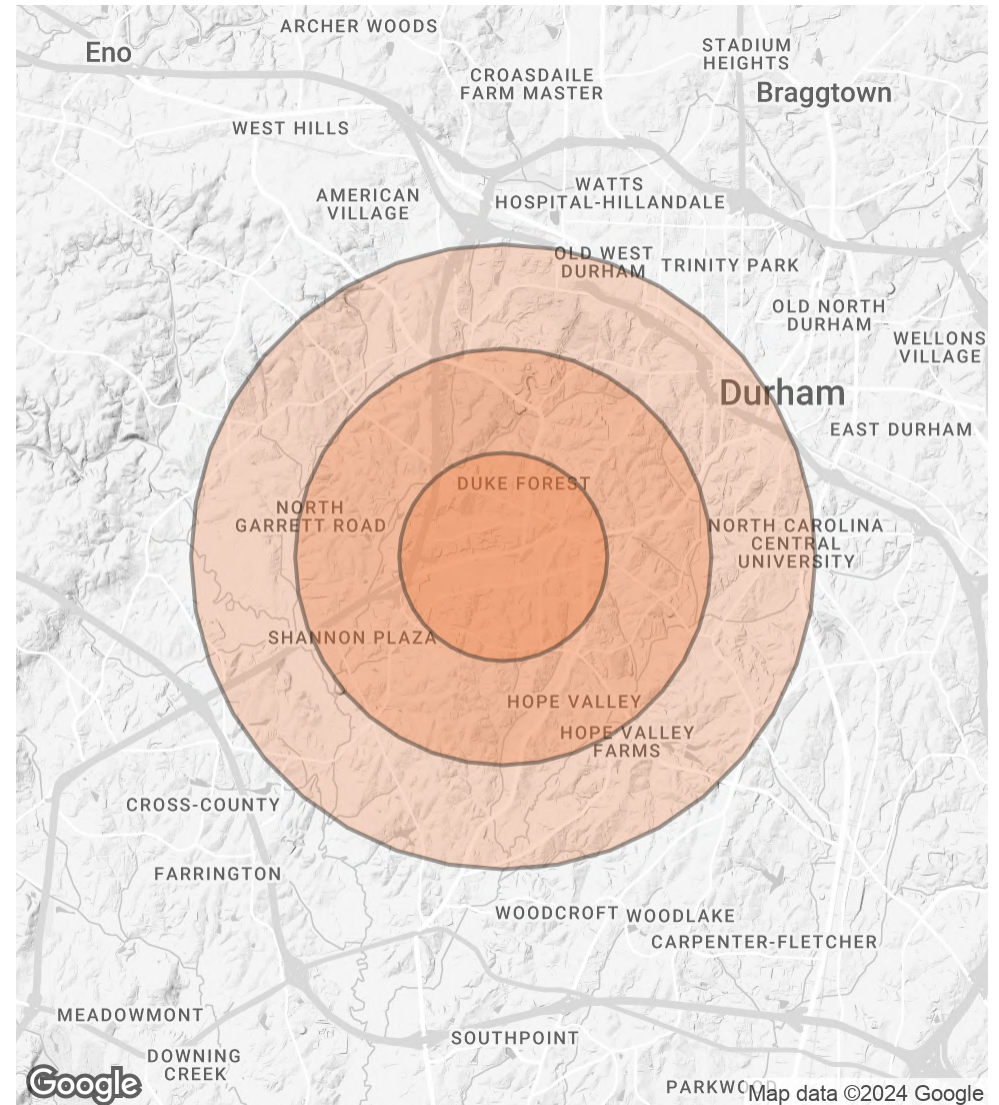 ARCHER WOODS
Eno
STADIUM
HEIGHTS
CROASDAILE
FARM MASTER
Braggtown
WEST HILLS
AMERICAN
VILLAGE
WATTS
HOSPITAL-HILLANDALE
OLD WEST
DURHAM
TRINITY PARK
OLD NORTH
DURHAM
WELLONS
VILLAGE
Durham
EAST DURHAM
DUKE FOREST
NORTH
GARRETT ROAD
NORTH CAROLINA
CENTRAL
UNIVERSITY
SHANNON PLAZA
HOPE VALLEY
HOPE VALLEY
FARMS
CROSS-COUNTY
FARRINGTON
WOODCROFT
WOODLAKE
CARPENTER-FLETCHER
MEADOWMONT
SOUTHPOINT
DOWNING
CREEK
Google
PARKWOOD
Map data ©2024 Google